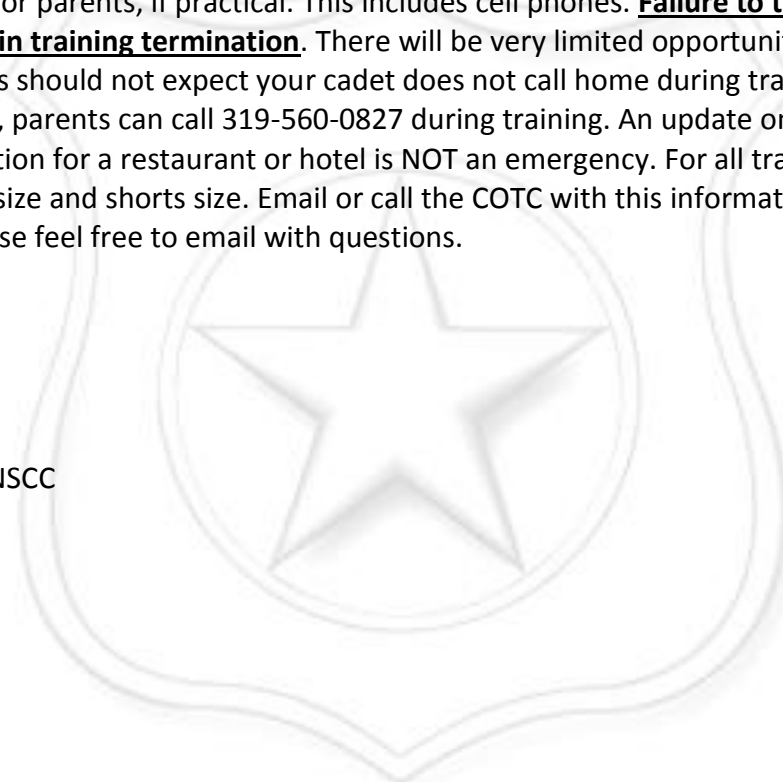 or parents, if practical. This includes cell phones. Failure to t
in training termination. There will be very limited opportuni
s should not expect your cadet does not call home during tra
, parents can call 319-560-0827 during training. An update or
tion for a restaurant or hotel is NOT an emergency. For all tra
size and shorts size. Email or call the COTC with this informat
se feel free to email with questions.
NSCC